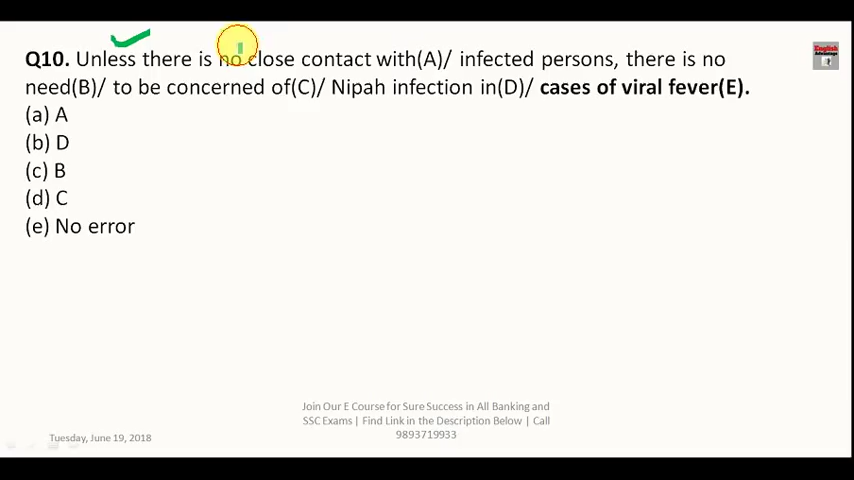 Q10. Unless there is no close contact with(A)/ infected persons, there is no
need(B)/ to be concerned of(C)/ Nipah infection in(D)/ cases of viral fever(E).
(a) A
(b) D
(c) B
(d) C
(e) No error
English
Advantage
Join Our E Course for Sure Success in All Banking and
SSC Exams | Find Link in the Description Below | Call
9893719933
Tuesday, June 19, 2018